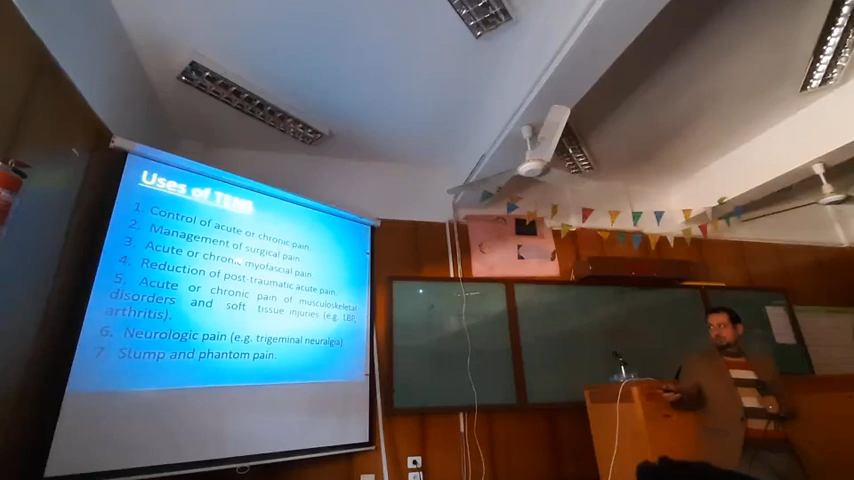 Uses of TENS
1. Control of acute or chronic pain.
2. Management of surgical pain.
3. Acute or chronic myofascial pain.
4. Reduction of post-traumatic acute pain.
5. Acute or chronic pain of musculoskeletal
disorders and soft tissue injuries (e.g. LBP,
arthritis).
6. Neurologic pain (e.g. trigeminal neuralgia)
7 Stump and phantom pain.